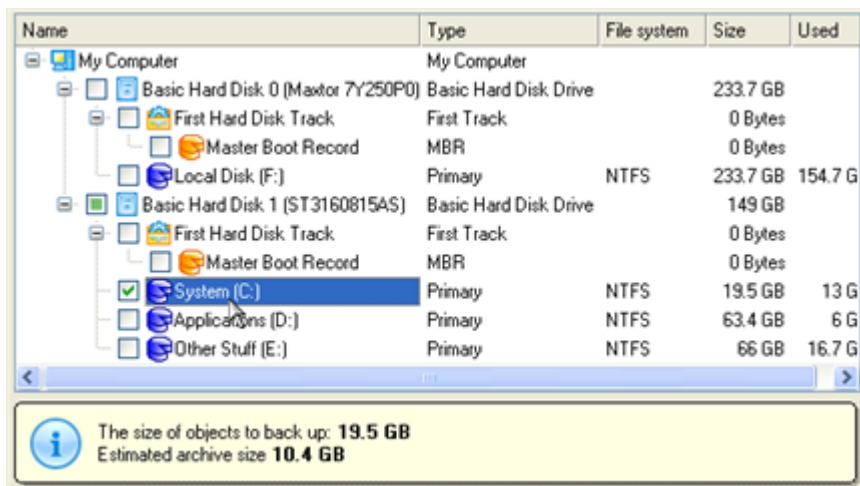 Name Type File system Size Used
My Computer My Computer
Basic Hard Disk 0 (Maxtor 7Y250P0) Basic Hard Disk Drive 233.7 GB
First Hard Disk Track First Track 0 Bytes
Master Boot Record MBR 0 Bytes
Local Disk (F:) Primary NTFS 233.7 GB 154.7 G
Basic Hard Disk 1 (ST3160815AS) Basic Hard Disk Drive 149 GB
First Hard Disk Track First Track 0 Bytes
Master Boot Record MBR 0 Bytes
System (C:) Primary NTFS 19.5 GB 13 G
Applications (D:) Primary NTFS 63.4 GB 6 G
Other Stuff (E:) Primary NTFS 66 GB 16.7 G
The size of objects to back up: 19.5 GB
Estimated archive size 10.4 GB